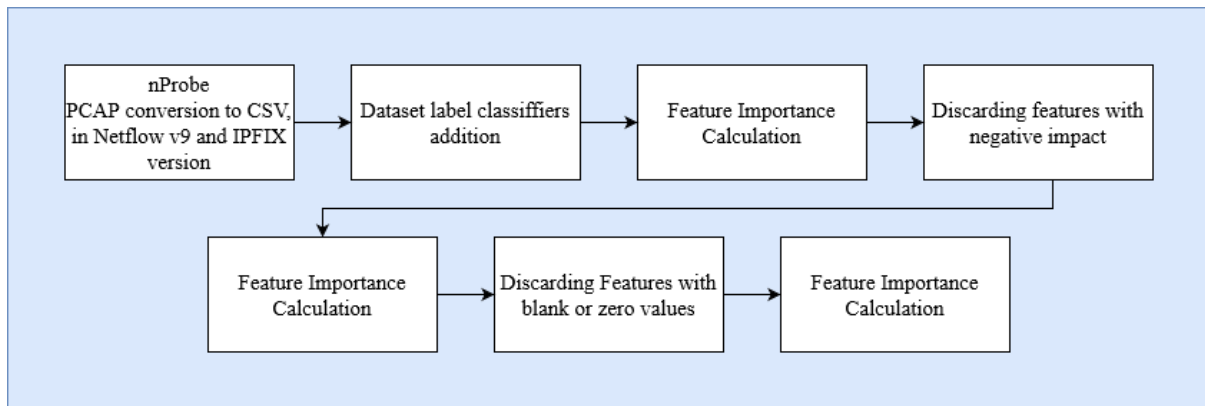 nProbe
PCAP conversion to CSV,
in Netflow v9 and IPFIX
version
Dataset label classiffiers
addition
Feature Importance
Calculation
Discarding features with
negative impact
Feature Importance
Calculation
Discarding Features with
blank or zero values
Feature Importance
Calculation